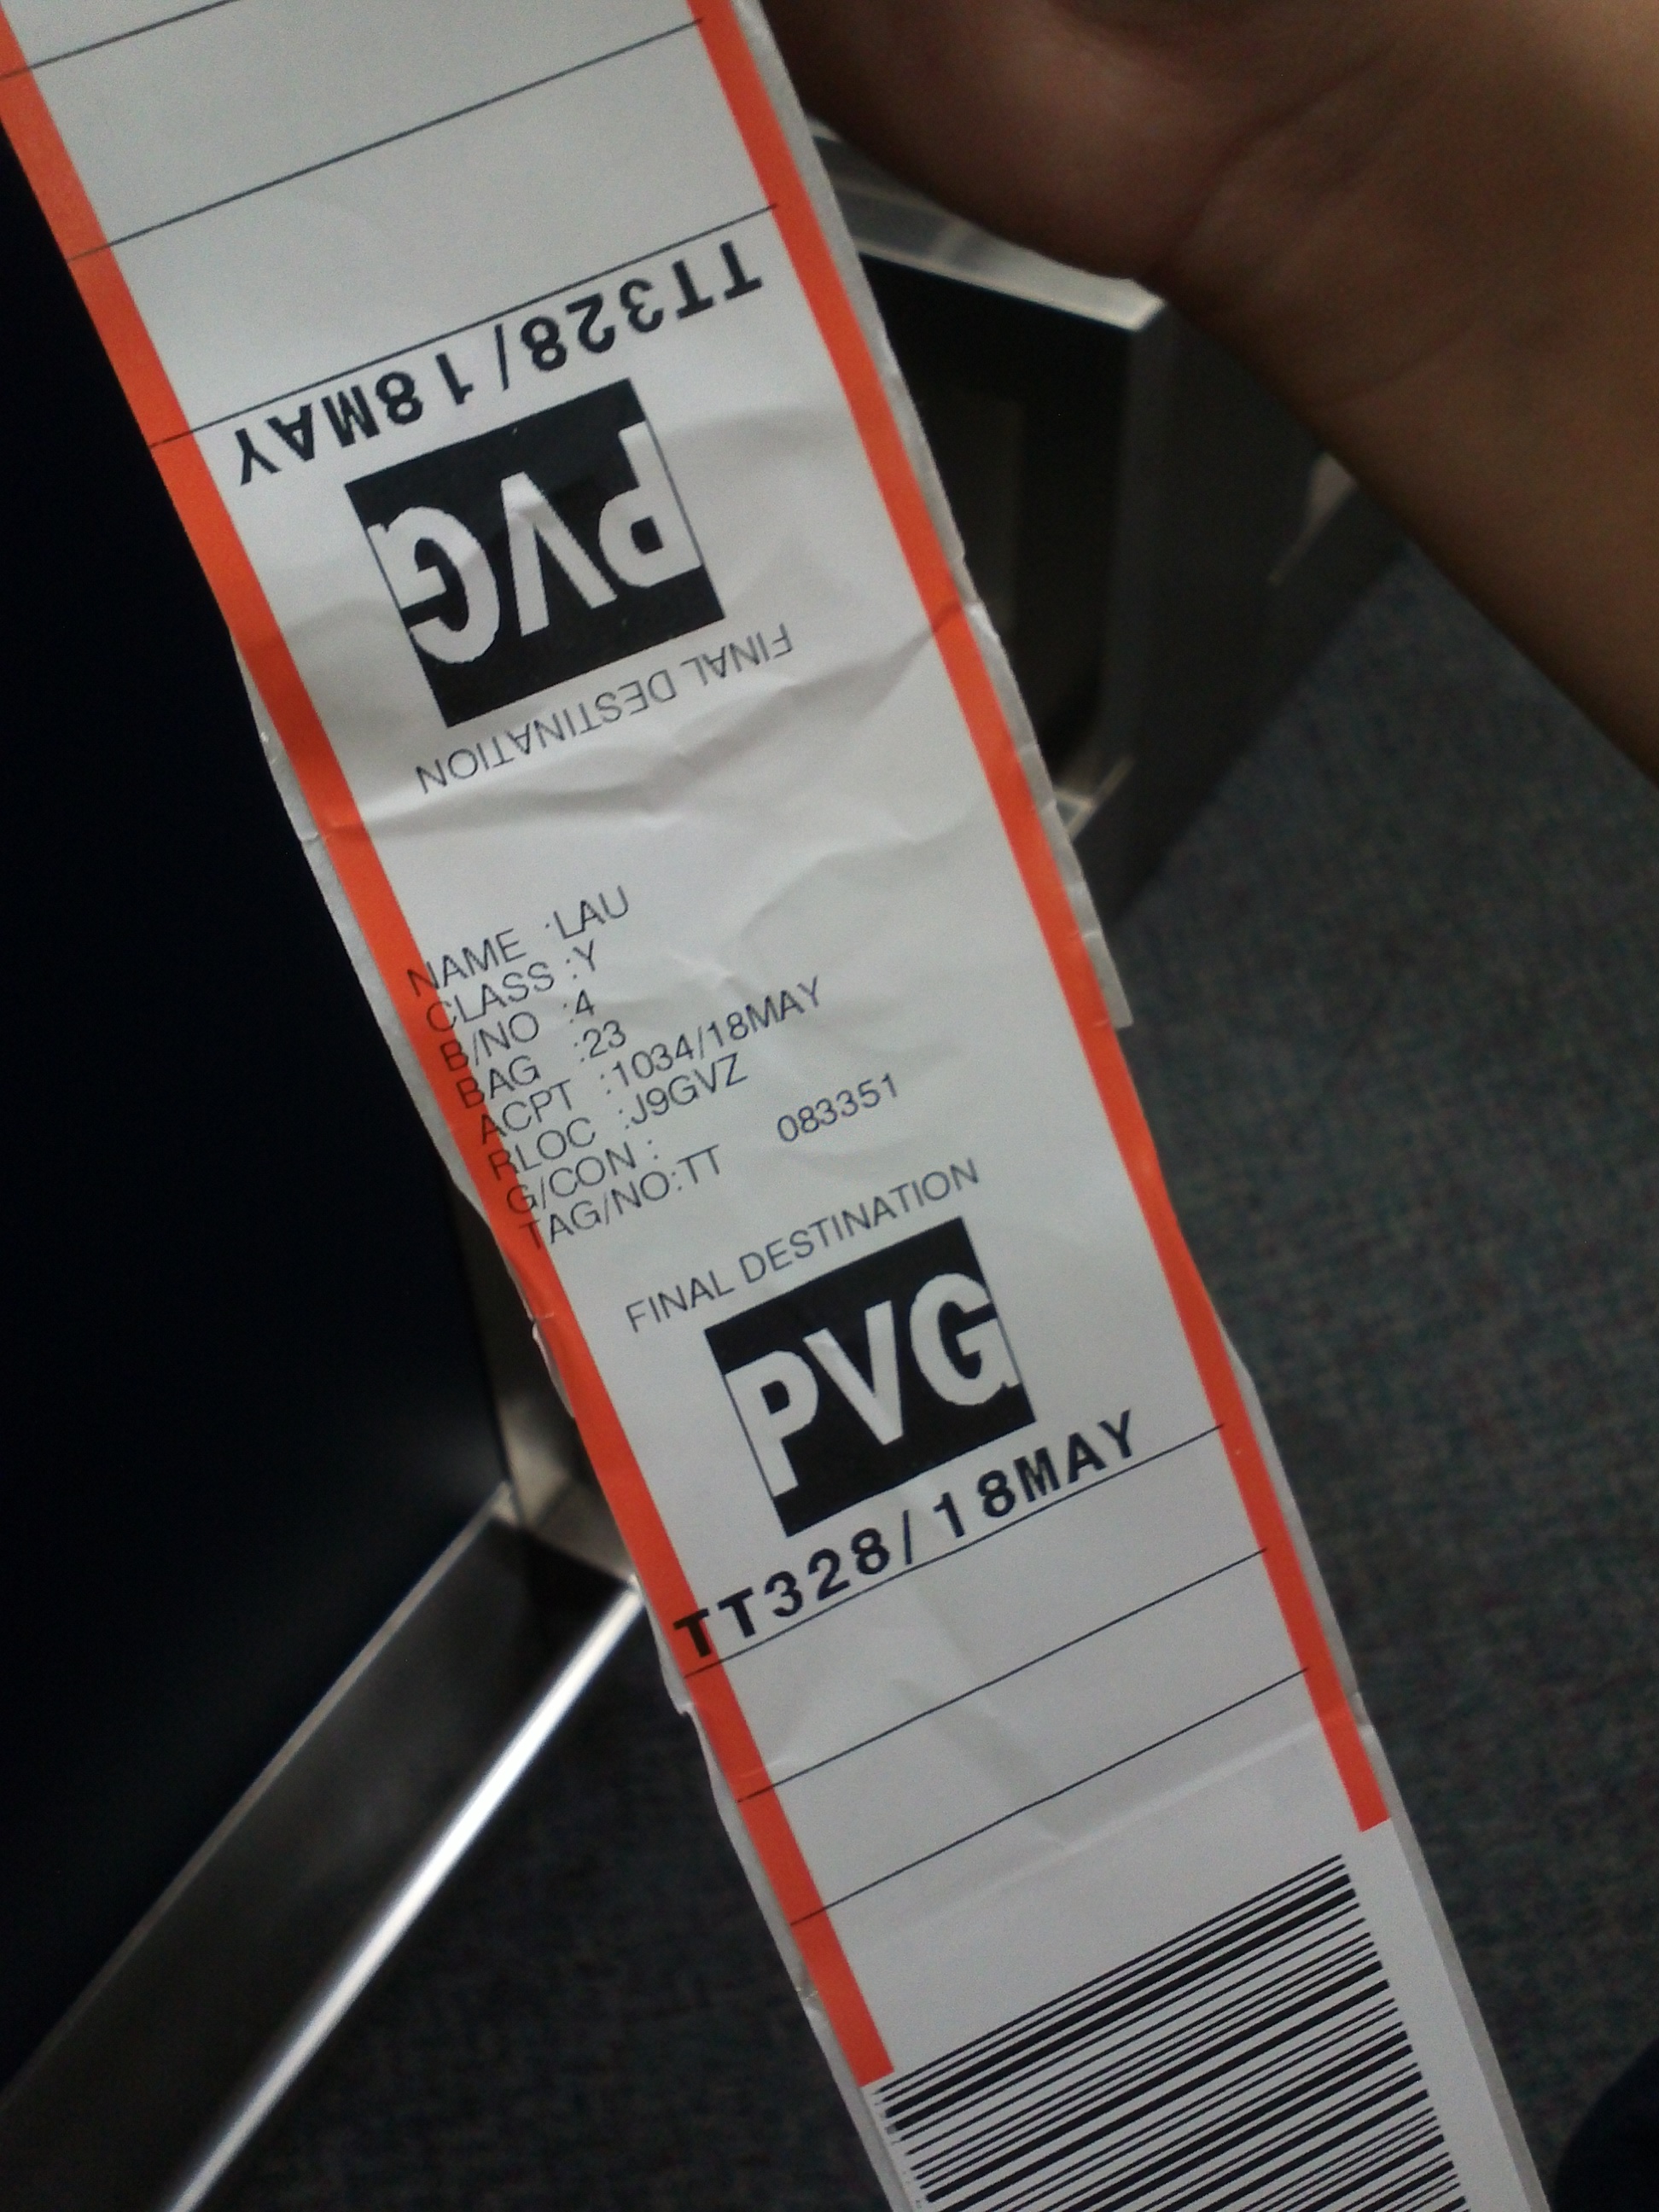 TT328/18MAY
PVG
FINAL DESTINATION
NAME :LAU
CLASS :Y
B/NO :4
BAG :23
ACPT :1034/18MAY
RLOC :J9GVZ
G/CON :
TAG/NO:TT 083351
FINAL DESTINATION
PVG
TT328/18MAY